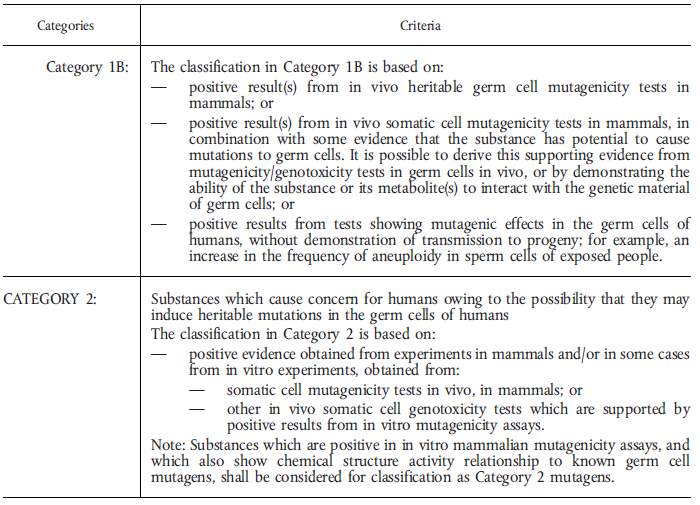 Categories Criteria
Category 1B: The classification in Category 1B is based on:
— positive result(s) from in vivo heritable germ cell mutagenicity tests in
mammals; or
— positive result(s) from in vivo somatic cell mutagenicity tests in mammals, in
combination with some evidence that the substance has potential to cause
mutations to germ cells. It is possible to derive this supporting evidence from
mutagenicity/genotoxicity tests in germ cells in vivo, or by demonstrating the
ability of the substance or its metabolite(s) to interact with the genetic material
of germ cells; or
— positive results from tests showing mutagenic effects in the germ cells of
humans, without demonstration of transmission to progeny; for example, an
increase in the frequency of aneuploidy in sperm cells of exposed people.
CATEGORY 2: Substances which cause concern for humans owing to the possibility that they may
induce heritable mutations in the germ cells of humans
The classification in Category 2 is based on:
— positive evidence obtained from experiments in mammals and/or in some cases
from in vitro experiments, obtained from:
— somatic cell mutagenicity tests in vivo, in mammals; or
— other in vivo somatic cell genotoxicity tests which are supported by
positive results from in vitro mutagenicity assays.
Note: Substances which are positive in in vitro mammalian mutagenicity assays, and
which also show chemical structure activity relationship to known germ cell
mutagens, shall be considered for classification as Category 2 mutagens.